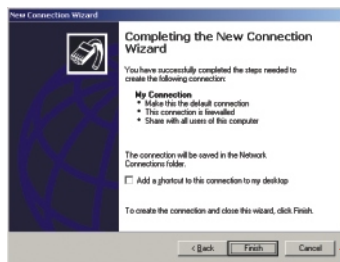 New Connection Wizard
Completing the New Connection
Wizard
You have successfully completed the steps needed to
create the following connection:
My Connection
• Make this the default connection
• This connection is firewalled
• Share with all users of this computer
The connection will be saved in the Network
Connections folder.
Add a shortcut to this connection to my desktop
To create the connection and close this wizard, click Finish.
< Back
Finish
Cancel